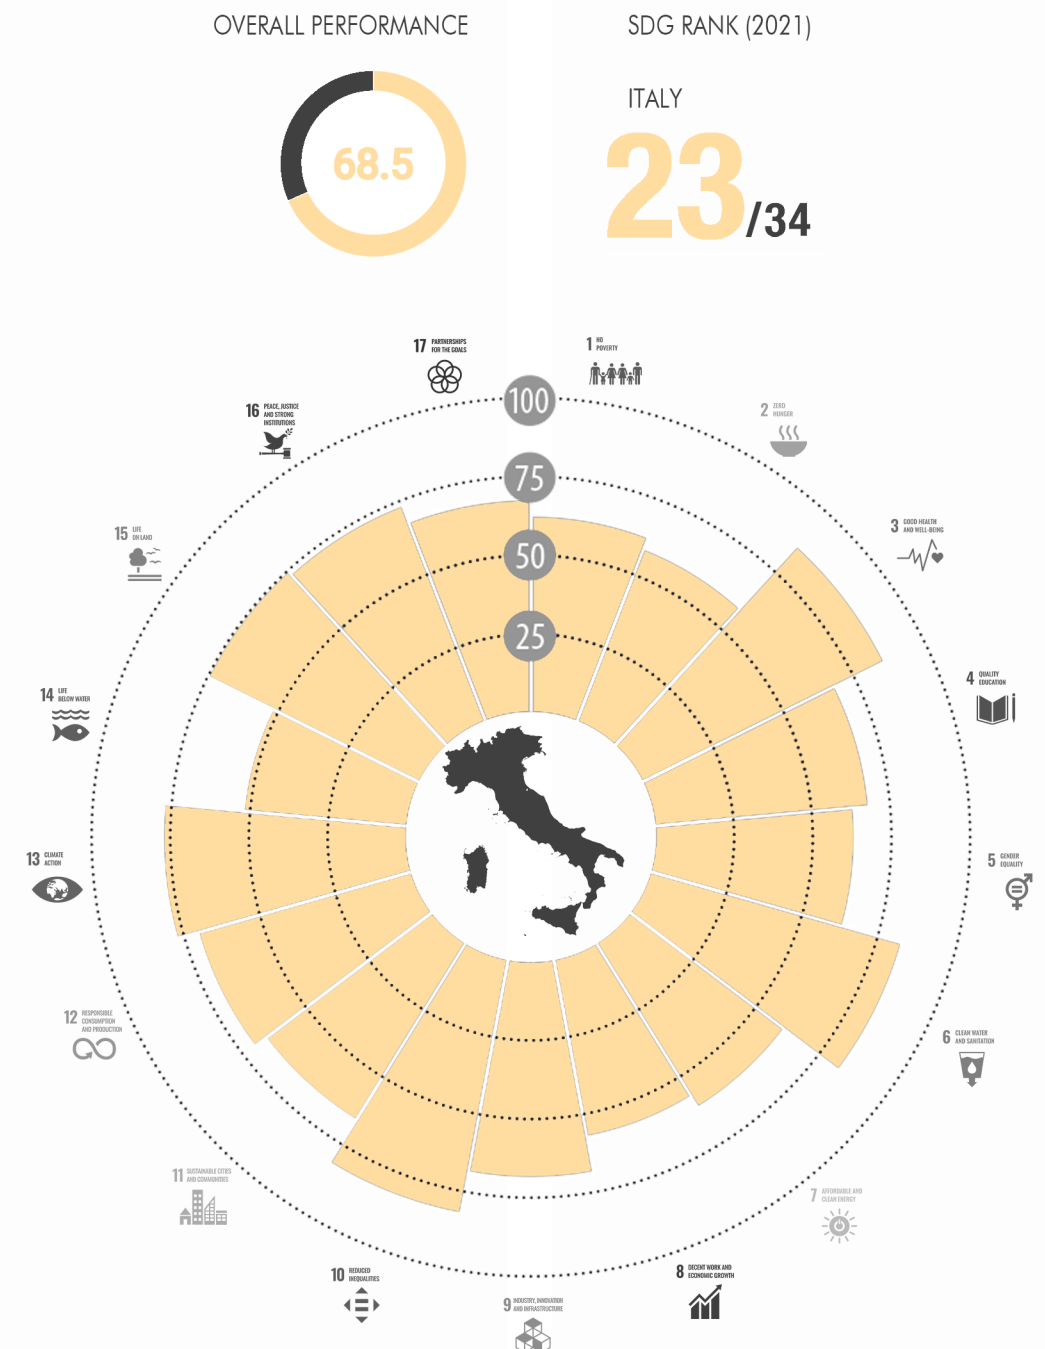 OVERALL PERFORMANCE
SDG RANK (2021)
68.5
ITALY
23/34
17 PARTNERSHIPS
FOR THE GOALS
1 NO
POVERTY
16 PEACE, JUSTICE
AND STRONG
INSTITUTIONS
2 ZERO
HUNGER
100
75
50
25
15 LIFE
ON LAND
3 GOOD HEALTH
AND WELL-BEING
14 LIFE
BELOW WATER
4 QUALITY
EDUCATION
13 CLIMATE
ACTION
5 GENDER
EQUALITY
12 RESPONSIBLE
CONSUMPTION
AND PRODUCTION
6 CLEAN WATER
AND SANITATION
11 SUSTAINABLE CITIES
AND COMMUNITIES
7 AFFORDABLE AND
CLEAN ENERGY
10 REDUCED
INEQUALITIES
8 DECENT WORK AND
ECONOMIC GROWTH
9 INDUSTRY, INNOVATION
AND INFRASTRUCTURE